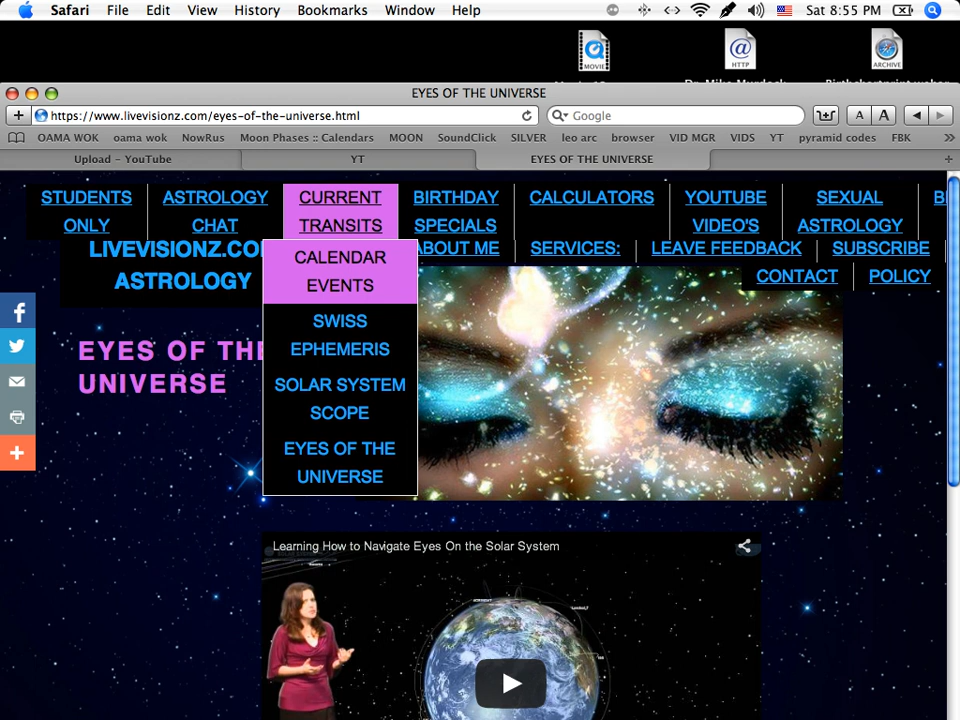 Safari File Edit View History Bookmarks Window Help Sat 8:55 PM
MOVIE
HTTP
ARCHIVE
EYES OF THE UNIVERSE
https://www.livevisionz.com/eyes-of-the-universe.html
Google
A A
OAMA WOK oama wok NowRus Moon Phases :: Calendars MOON SoundClick SILVER leo arc browser VID MGR VIDS YT pyramid codes FBK
Upload - YouTube YT EYES OF THE UNIVERSE
STUDENTS ONLY
ASTROLOGY CHAT
CURRENT TRANSITS
BIRTHDAY SPECIALS
CALCULATORS
YOUTUBE VIDEO'S
SEXUAL ASTROLOGY
LIVEVISIONZ.CO
ASTROLOGY
ABOUT ME SERVICES: LEAVE FEEDBACK SUBSCRIBE
CONTACT POLICY
CALENDAR
EVENTS
SWISS
EPHEMERIS
SOLAR SYSTEM
SCOPE
EYES OF THE
UNIVERSE
EYES OF THE
UNIVERSE
Learning How to Navigate Eyes On the Solar System